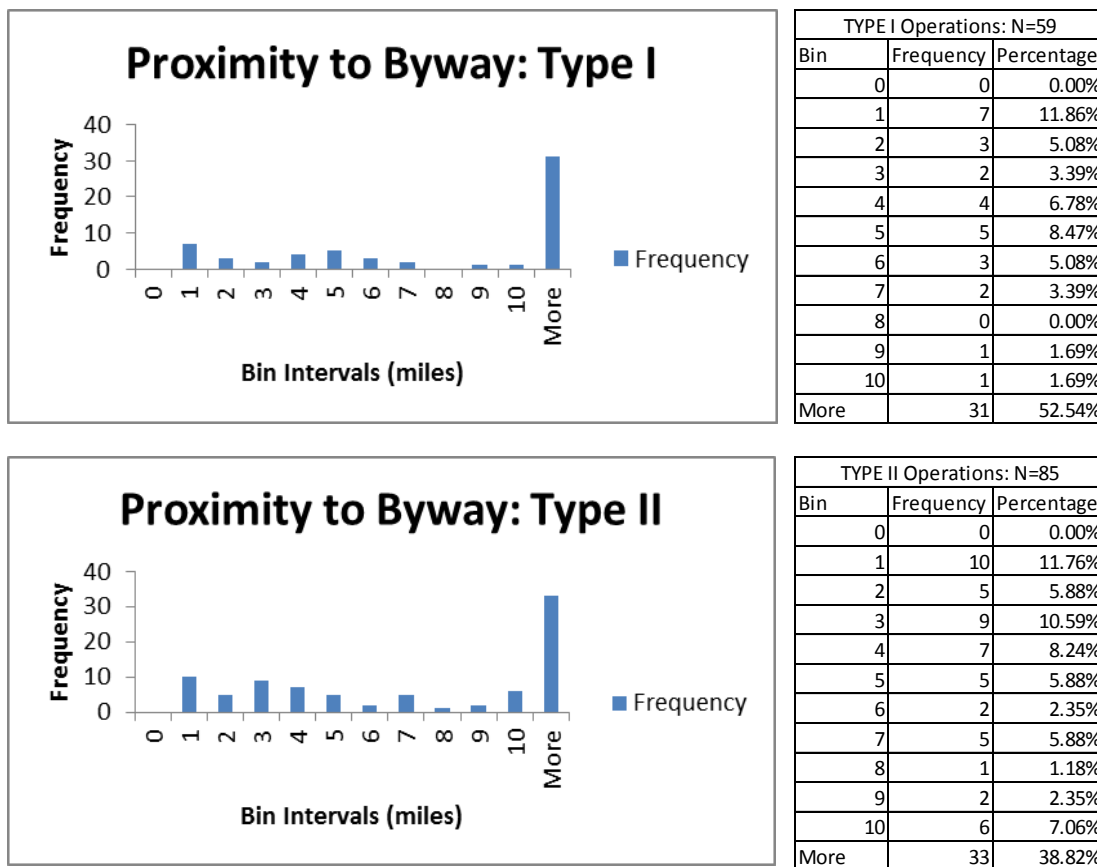 Proximity to Byway: Type I
Frequency
40
30
20
10
0
0 1 2 3 4 5 6 7 8 9 10 More
Bin Intervals (miles)
Frequency
TYPE I Operations: N=59
Bin Frequency Percentage
0 0 0.00%
1 7 11.86%
2 3 5.08%
3 2 3.39%
4 4 6.78%
5 5 8.47%
6 3 5.08%
7 2 3.39%
8 0 0.00%
9 1 1.69%
10 1 1.69%
More 31 52.54%
Proximity to Byway: Type II
Frequency
40
30
20
10
0
0 1 2 3 4 5 6 7 8 9 10 More
Bin Intervals (miles)
Frequency
TYPE II Operations: N=85
Bin Frequency Percentage
0 0 0.00%
1 10 11.76%
2 5 5.88%
3 9 10.59%
4 7 8.24%
5 5 5.88%
6 2 2.35%
7 5 5.88%
8 1 1.18%
9 2 2.35%
10 6 7.06%
More 33 38.82%